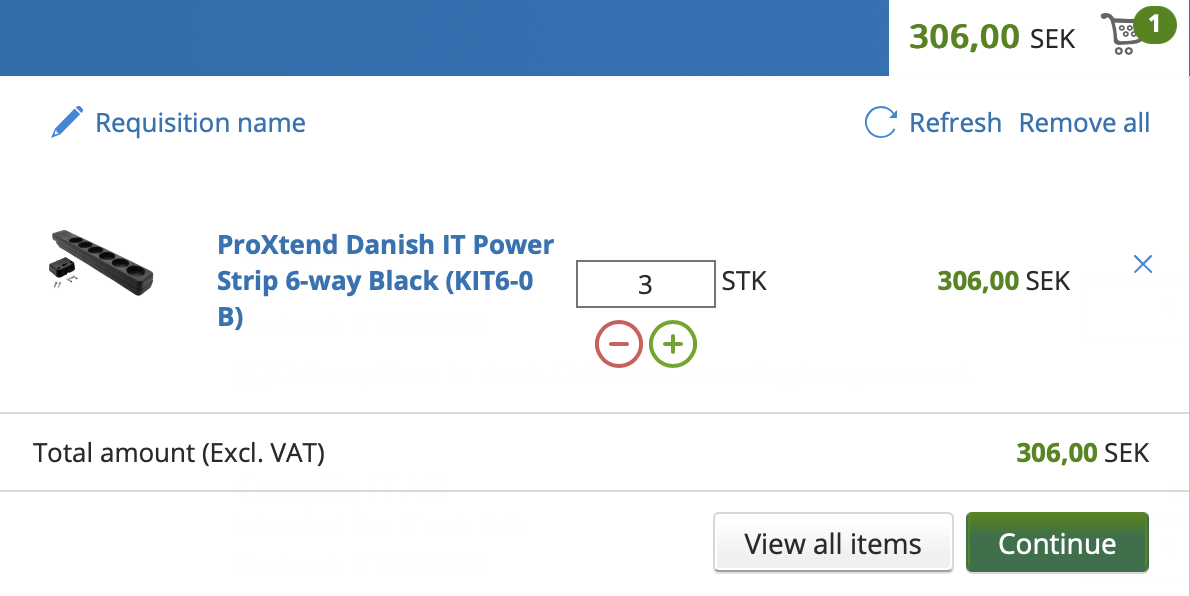 306,00 SEK
1
Requisition name
Refresh Remove all
ProXtend Danish IT Power
Strip 6-way Black (KIT6-0
B)
3 STK
306,00 SEK
Total amount (Excl. VAT)
306,00 SEK
View all items
Continue